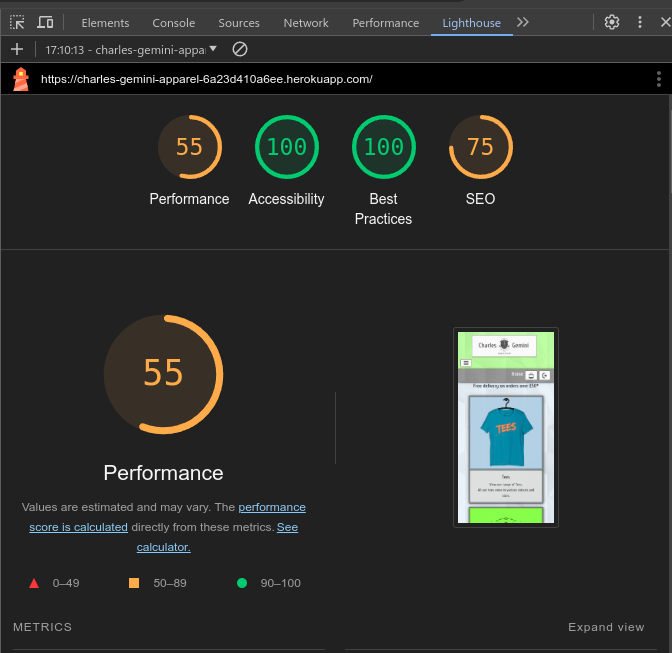 Elements Console Sources Network Performance Lighthouse
17:10:13 - charles-gemini-appa
https://charles-gemini-apparel-6a23d410a6ee.herokuapp.com/
55 100 100 75
Performance Accessibility Best Practices SEO
55
Performance
Values are estimated and may vary. The performance
score is calculated directly from these metrics. See
calculator.
0–49 50–89 90–100
METRICS Expand view
Charles Gemini
Home
Free delivery on orders over £50*
TEES
Tees